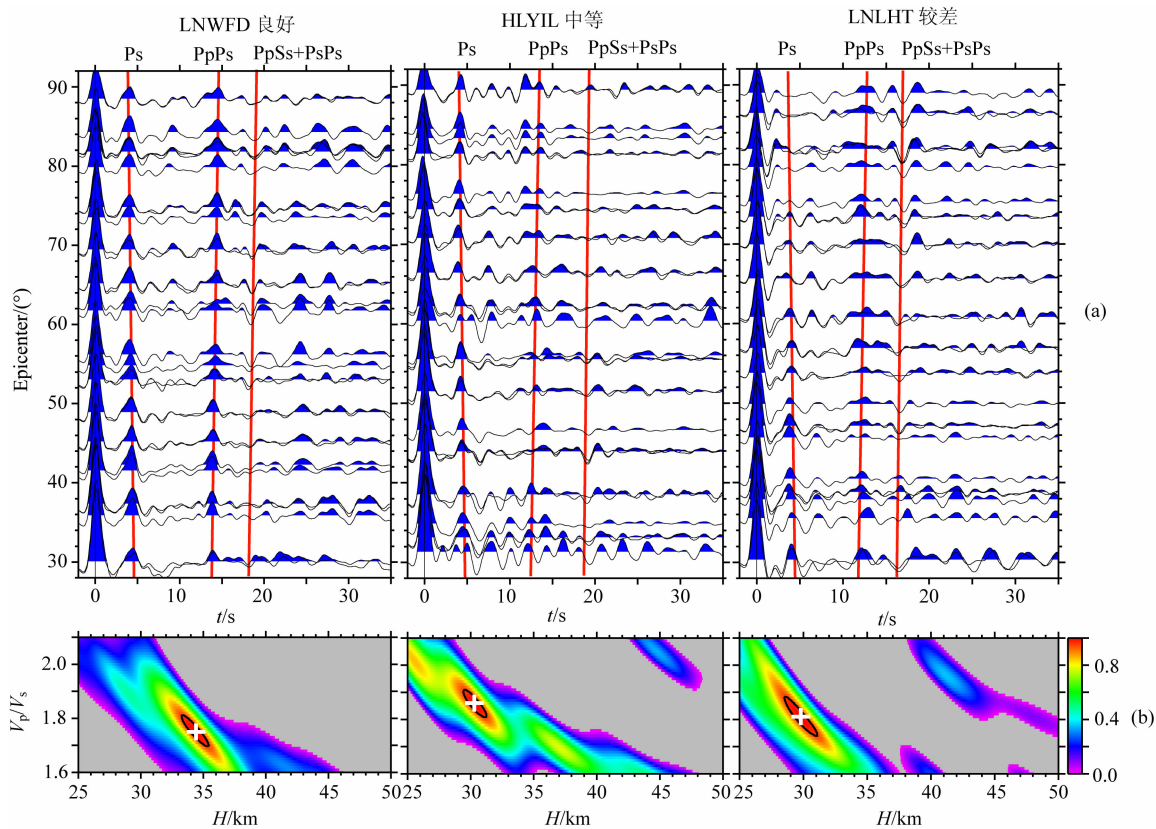 LNWFD 良好 HLYIL 中等 LNLHT 较差
Ps PpPs PpSs+PsPs Ps PpPs PpSs+PsPs Ps PpPs PpSs+PsPs
90
80
70
60
50
40
30
Epicenter/(°)
(a)
0 10 20 30 0 10 20 30 0 10 20 30
t/s t/s t/s
2.0
1.8
1.6
Vp/Vs
0.8
0.4
0.0
(b)
25 30 35 40 45 50 25 30 35 40 45 50 25 30 35 40 45 50
H/km H/km H/km